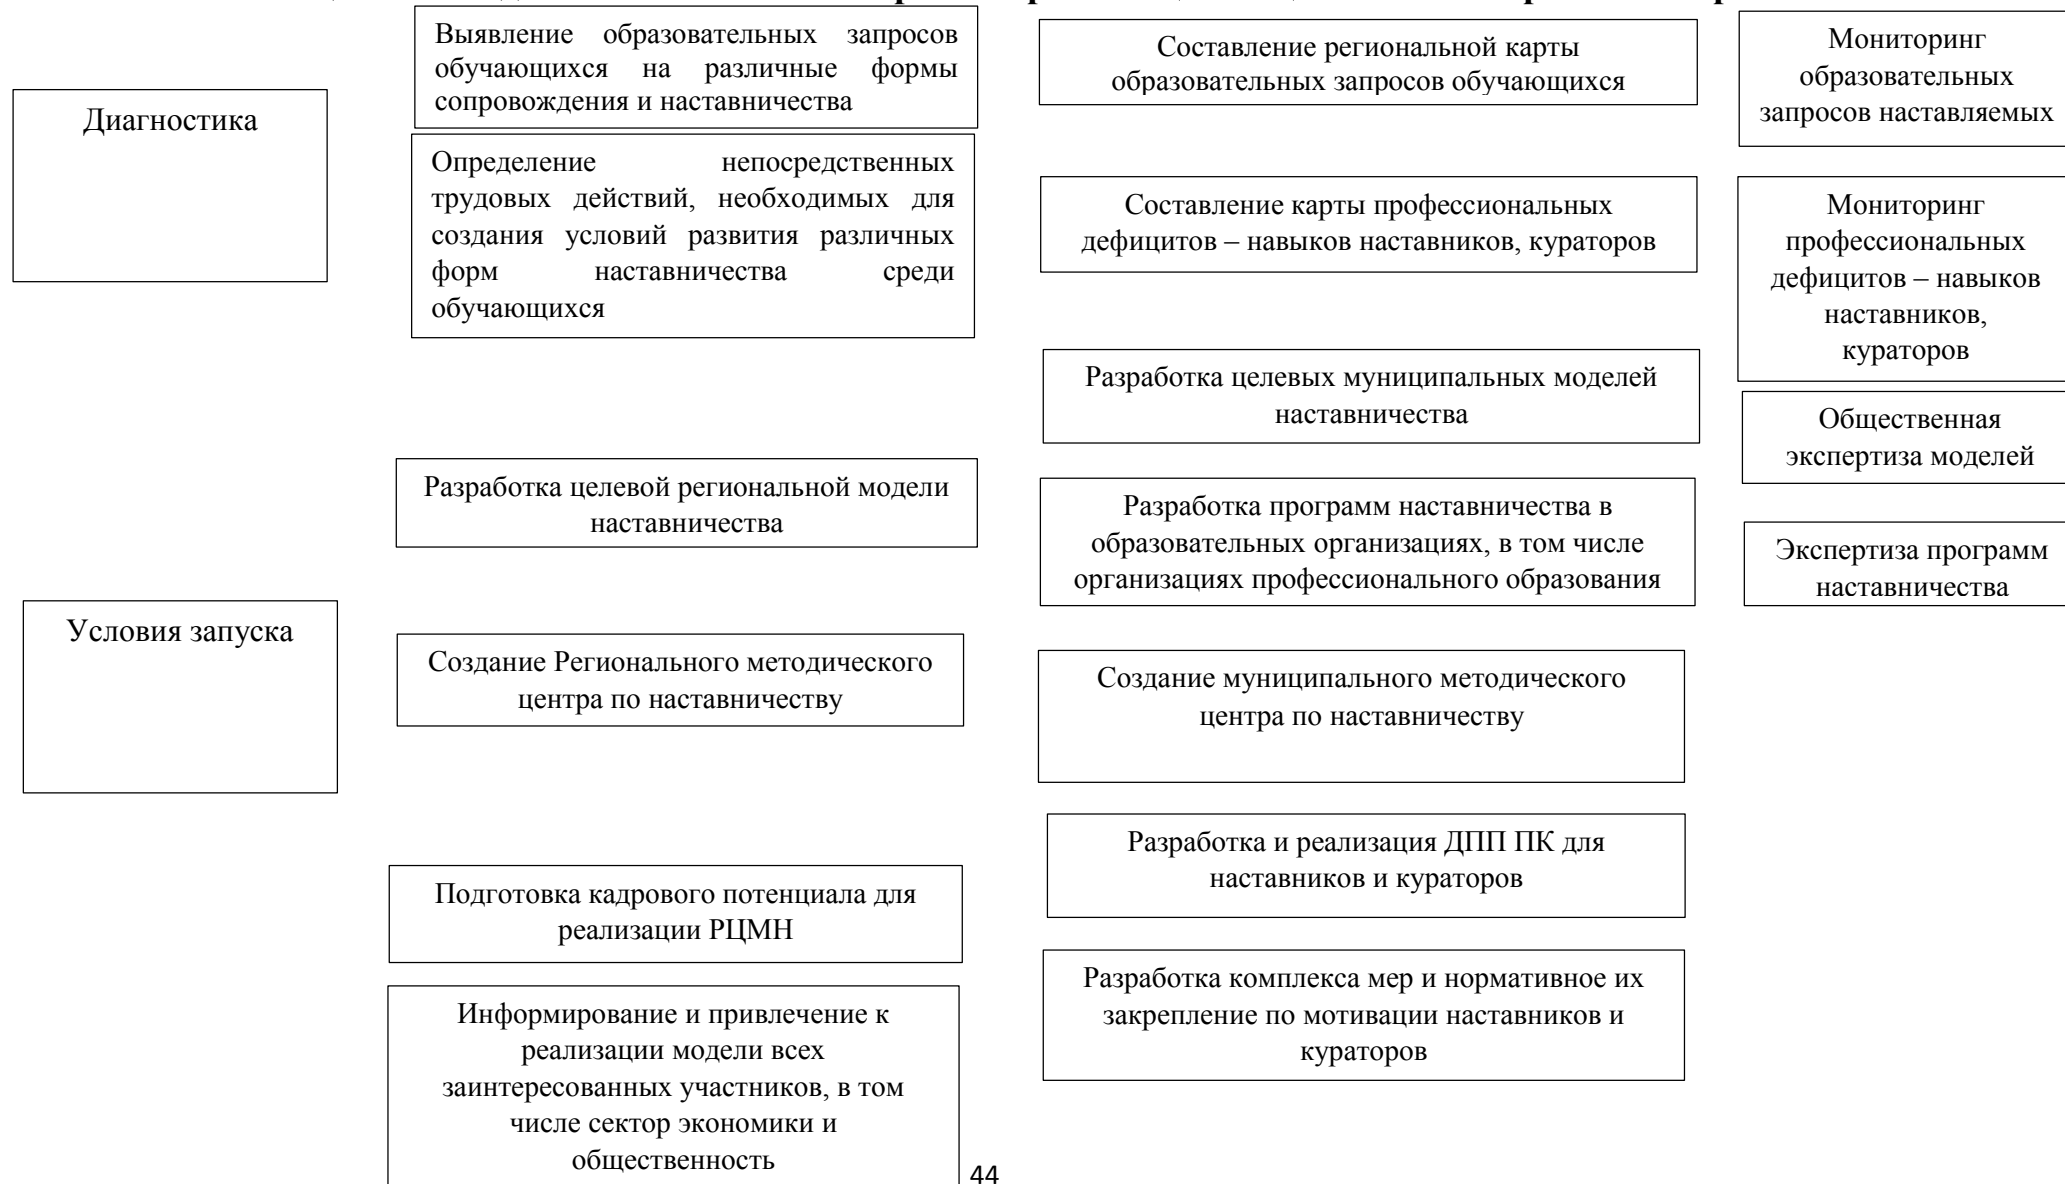 Диагностика
Выявление образовательных запросов
обучающихся на различные формы
сопровождения и наставничества
Определение непосредственных
трудовых действий, необходимых для
создания условий развития различных
форм наставничества среди
обучающихся
Составление региональной карты
образовательных запросов обучающихся
Составление карты профессиональных
дефицитов – навыков наставников, кураторов
Мониторинг
образовательных
запросов наставляемых
Мониторинг
профессиональных
дефицитов – навыков
наставников,
кураторов
Условия запуска
Разработка целевой региональной модели
наставничества
Создание Регионального методического
центра по наставничеству
Подготовка кадрового потенциала для
реализации РЦМН
Информирование и привлечение к
реализации модели всех
заинтересованных участников, в том
числе сектор экономики и
общественность
Разработка целевых муниципальных моделей
наставничества
Разработка программ наставничества в
образовательных организациях, в том числе
организациях профессионального образования
Создание муниципального методического
центра по наставничеству
Разработка и реализация ДПП ПК для
наставников и кураторов
Разработка комплекса мер и нормативное их
закрепление по мотивации наставников и
кураторов
Общественная
экспертиза моделей
Экспертиза программ
наставничества
44